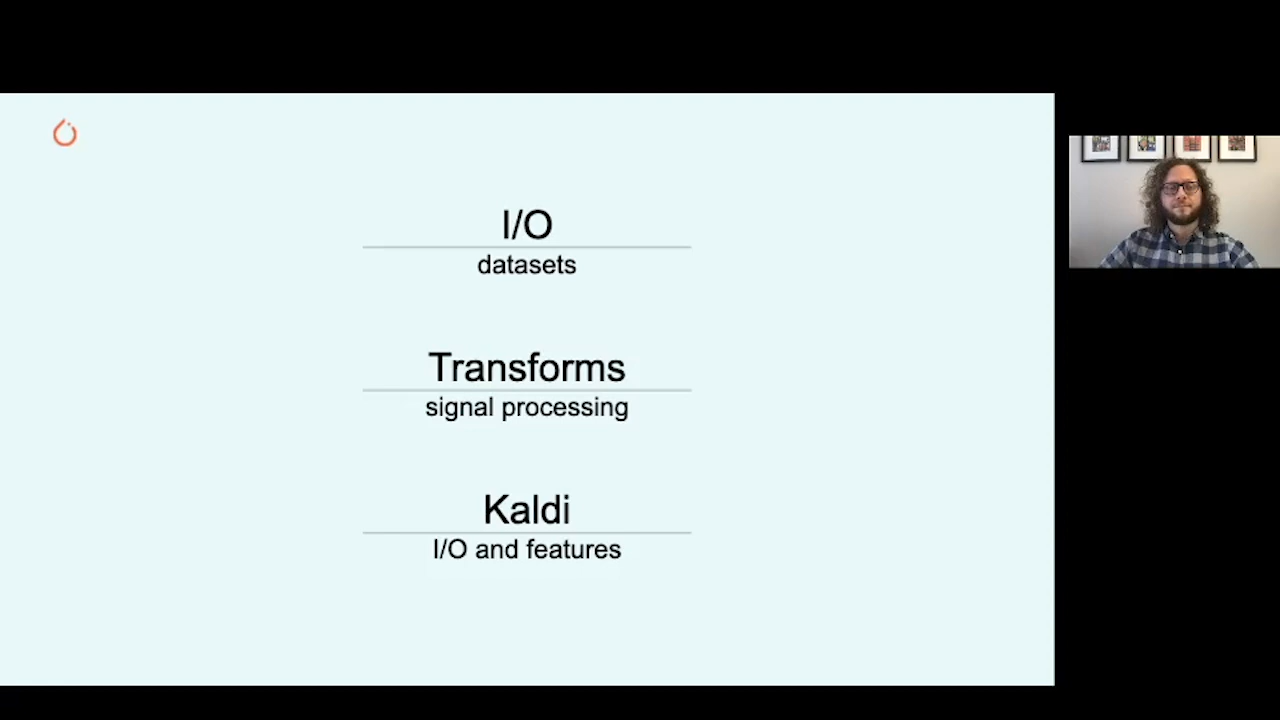 I/O
datasets
Transforms
signal processing
Kaldi
I/O and features